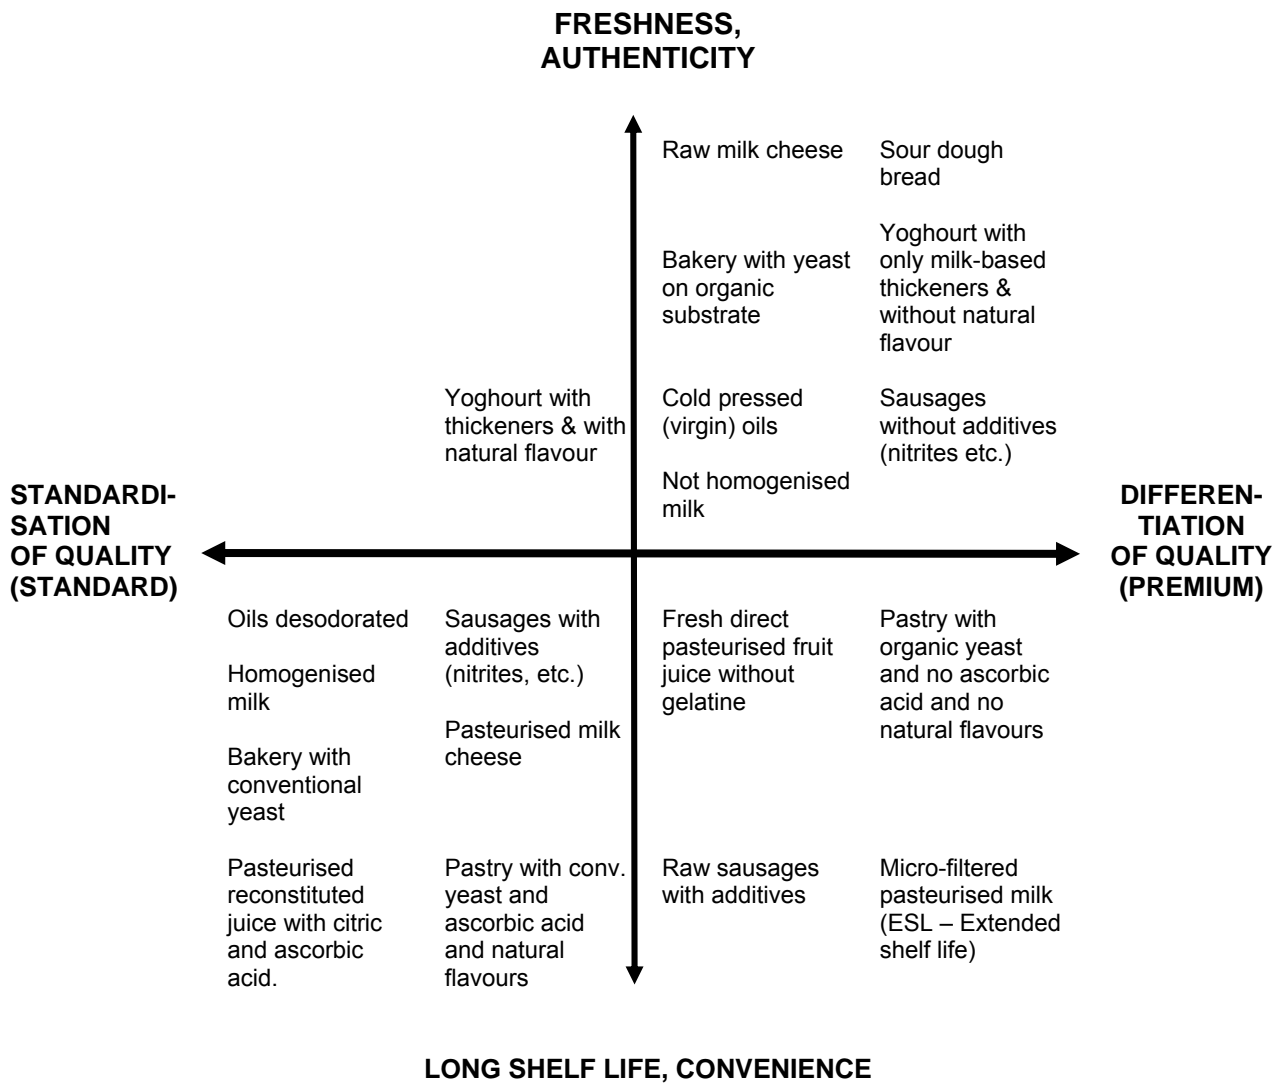 FRESHNESS,
AUTHENTICITY
Raw milk cheese
Sour dough
bread
Bakery with yeast
on organic
substrate
Yoghourt with
only milk-based
thickeners &
without natural
flavour
Yoghourt with
thickeners & with
natural flavour
Cold pressed
(virgin) oils
Sausages
without additives
(nitrites etc.)
Not homogenised
milk
STANDARDI-
SATION
OF QUALITY
(STANDARD)
DIFFEREN-
TIATION
OF QUALITY
(PREMIUM)
Oils desodorated
Homogenised
milk
Bakery with
conventional
yeast
Sausages with
additives
(nitrites, etc.)
Pasteurised milk
cheese
Fresh direct
pasteurised fruit
juice without
gelatine
Pastry with
organic yeast
and no ascorbic
acid and no
natural flavours
Pasteurised
reconstituted
juice with citric
and ascorbic
acid.
Pastry with conv.
yeast and
ascorbic acid
and natural
flavours
Raw sausages
with additives
Micro-filtered
pasteurised milk
(ESL – Extended
shelf life)
LONG SHELF LIFE, CONVENIENCE